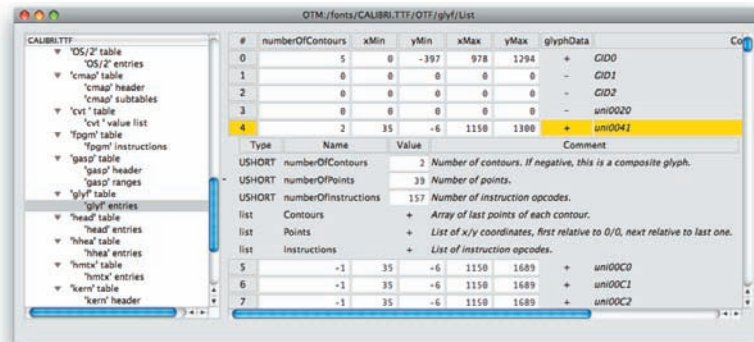 OTM:/fonts/CALIBRI.TTF/OTF/glyf/List
CALIBRI.TTF
'OS/2' table
'OS/2' entries
'cmap' table
'cmap' header
'cmap' subtables
'cvt ' table
'cvt ' value list
'fpgm' table
'fpgm' instructions
'gasp' table
'gasp' header
'gasp' ranges
'glyf' table
'glyf' entries
'head' table
'head' entries
'hhea' table
'hhea' entries
'hmtx' table
'hmtx' entries
'kern' table
'kern' header
# numberOfContours xMin yMin xMax yMax glyphData Co
0 5 0 -397 978 1294 + GID0
1 0 0 0 0 0 - GID1
2 0 0 0 0 0 - GID2
3 0 0 0 0 0 - uni0020
4 2 35 -6 1150 1300 + uni0041
Type Name Value Comment
USHORT numberOfContours 2 Number of contours. If negative, this is a composite glyph.
USHORT numberOfPoints 39 Number of points.
USHORT numberOfInstructions 157 Number of instruction opcodes.
list Contours + Array of last points of each contour.
list Points + List of x/y coordinates, first relative to 0/0, next relative to last one.
list Instructions + List of instruction opcodes.
5 -1 35 -6 1150 1689 + uni00C0
6 -1 35 -6 1150 1689 + uni00C1
7 -1 35 -6 1150 1689 + uni00C2